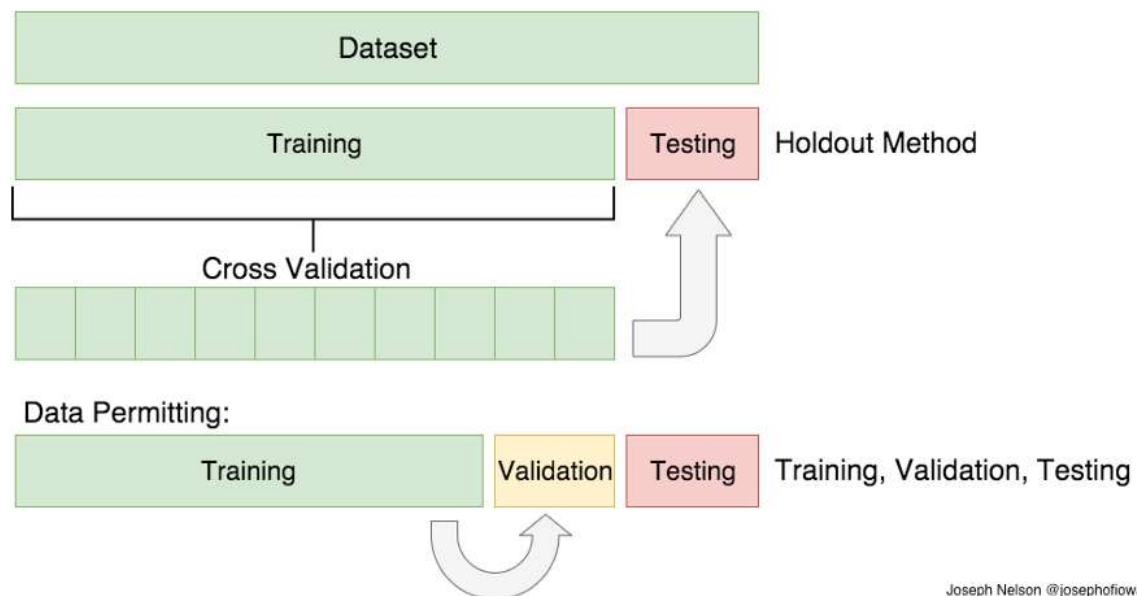 Dataset
Training Testing Holdout Method
Cross Validation
Data Permitting:
Training Validation Testing Training, Validation, Testing
Joseph Nelson @josephofiow